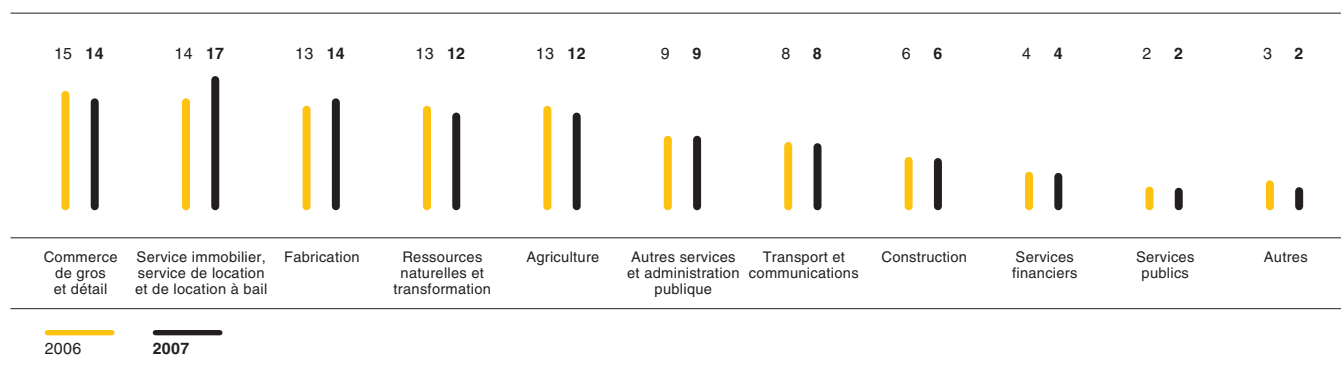 15 14 14 17 13 14 13 12 13 12 9 9 8 8 6 6 4 4 2 2 3 2
Commerce
de gros
et détail
Service immobilier,
service de location
et de location à bail
Fabrication
Ressources
naturelles et
transformation
Agriculture
Autres services
et administration
publique
Transport et
communications
Construction
Services
financiers
Services
publics
Autres
2006 2007